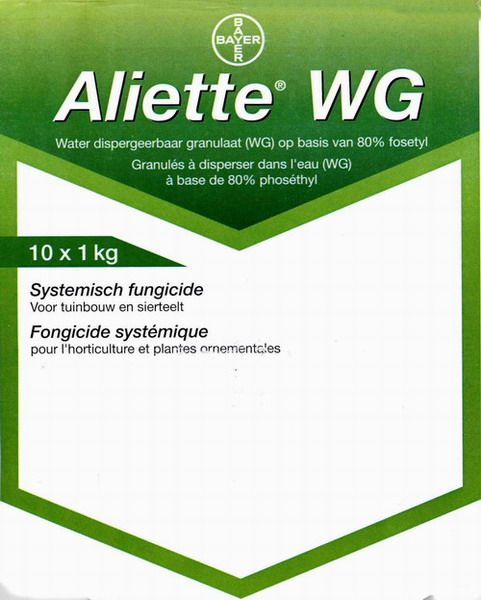 BAYER
BAYER
Aliette® WG
Water dispergeerbaar granulaat (WG) op basis van 80% fosetyl
Granulés à disperser dans l'eau (WG)
à base de 80% phoséthyl
10 x 1 kg
Systemisch fungicide
Voor tuinbouw en sierteelt
Fongicide systémique
pour l'horticulture et plantes ornementales